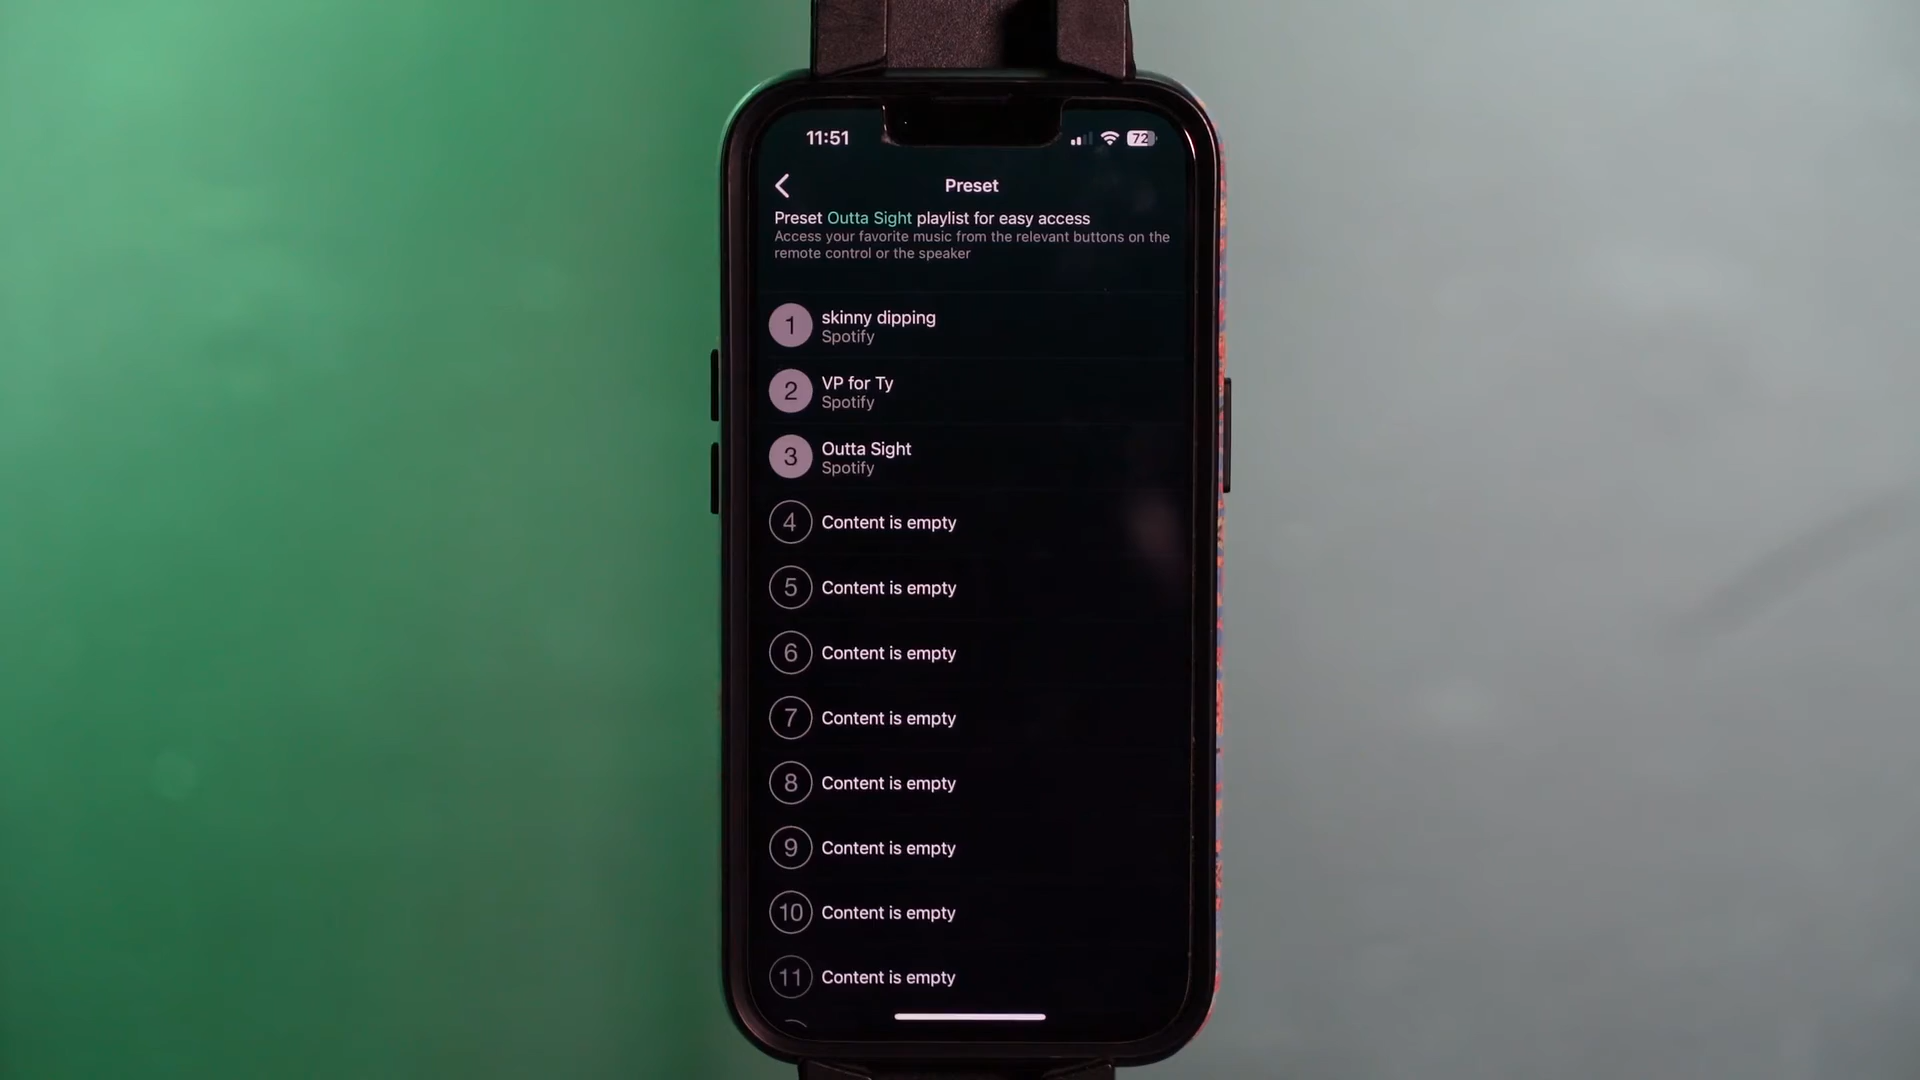 11:51
72
Preset
Preset Outta Sight playlist for easy access
Access your favorite music from the relevant buttons on the
remote control or the speaker
1
skinny dipping
Spotify
2
VP for Ty
Spotify
3
Outta Sight
Spotify
4
Content is empty
5
Content is empty
6
Content is empty
7
Content is empty
8
Content is empty
9
Content is empty
10
Content is empty
11
Content is empty